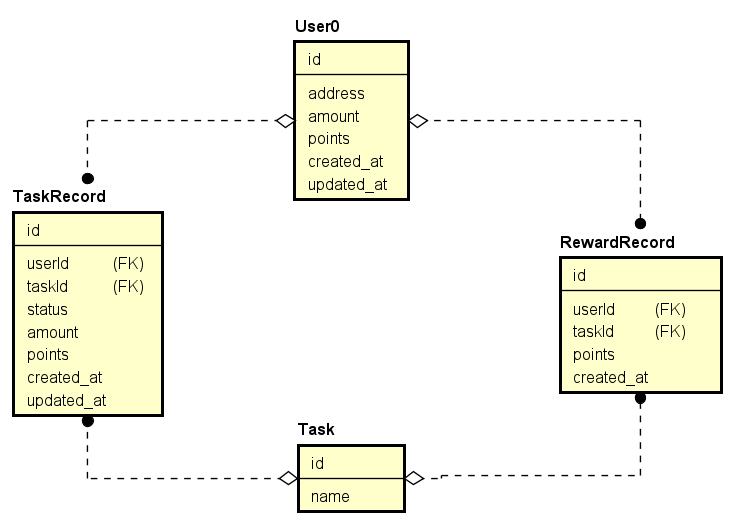 User0
id
address
amount
points
created_at
updated_at
TaskRecord
id
userId (FK)
taskId (FK)
status
amount
points
created_at
updated_at
RewardRecord
id
userId (FK)
taskId (FK)
points
created_at
Task
id
name